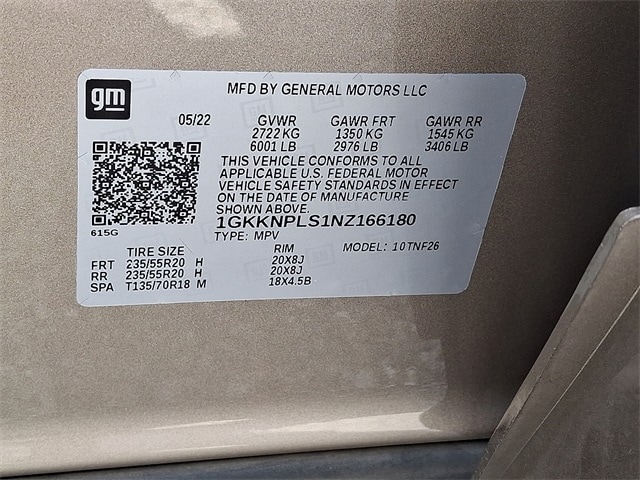 gm
MFD BY GENERAL MOTORS LLC
05/22 GVWR GAWR FRT GAWR RR
2722 KG 1350 KG 1545 KG
6001 LB 2976 LB 3406 LB
THIS VEHICLE CONFORMS TO ALL
APPLICABLE U.S. FEDERAL MOTOR
VEHICLE SAFETY STANDARDS IN EFFECT
ON THE DATE OF MANUFACTURE
SHOWN ABOVE.
1GKKNPLS1NZ166180
615G
TYPE: MPV MODEL: 10TNF26
TIRE SIZE RIM
FRT 235/55R20 H 20X8J
RR 235/55R20 H 20X8J
SPA T135/70R18 M 18X4.5B